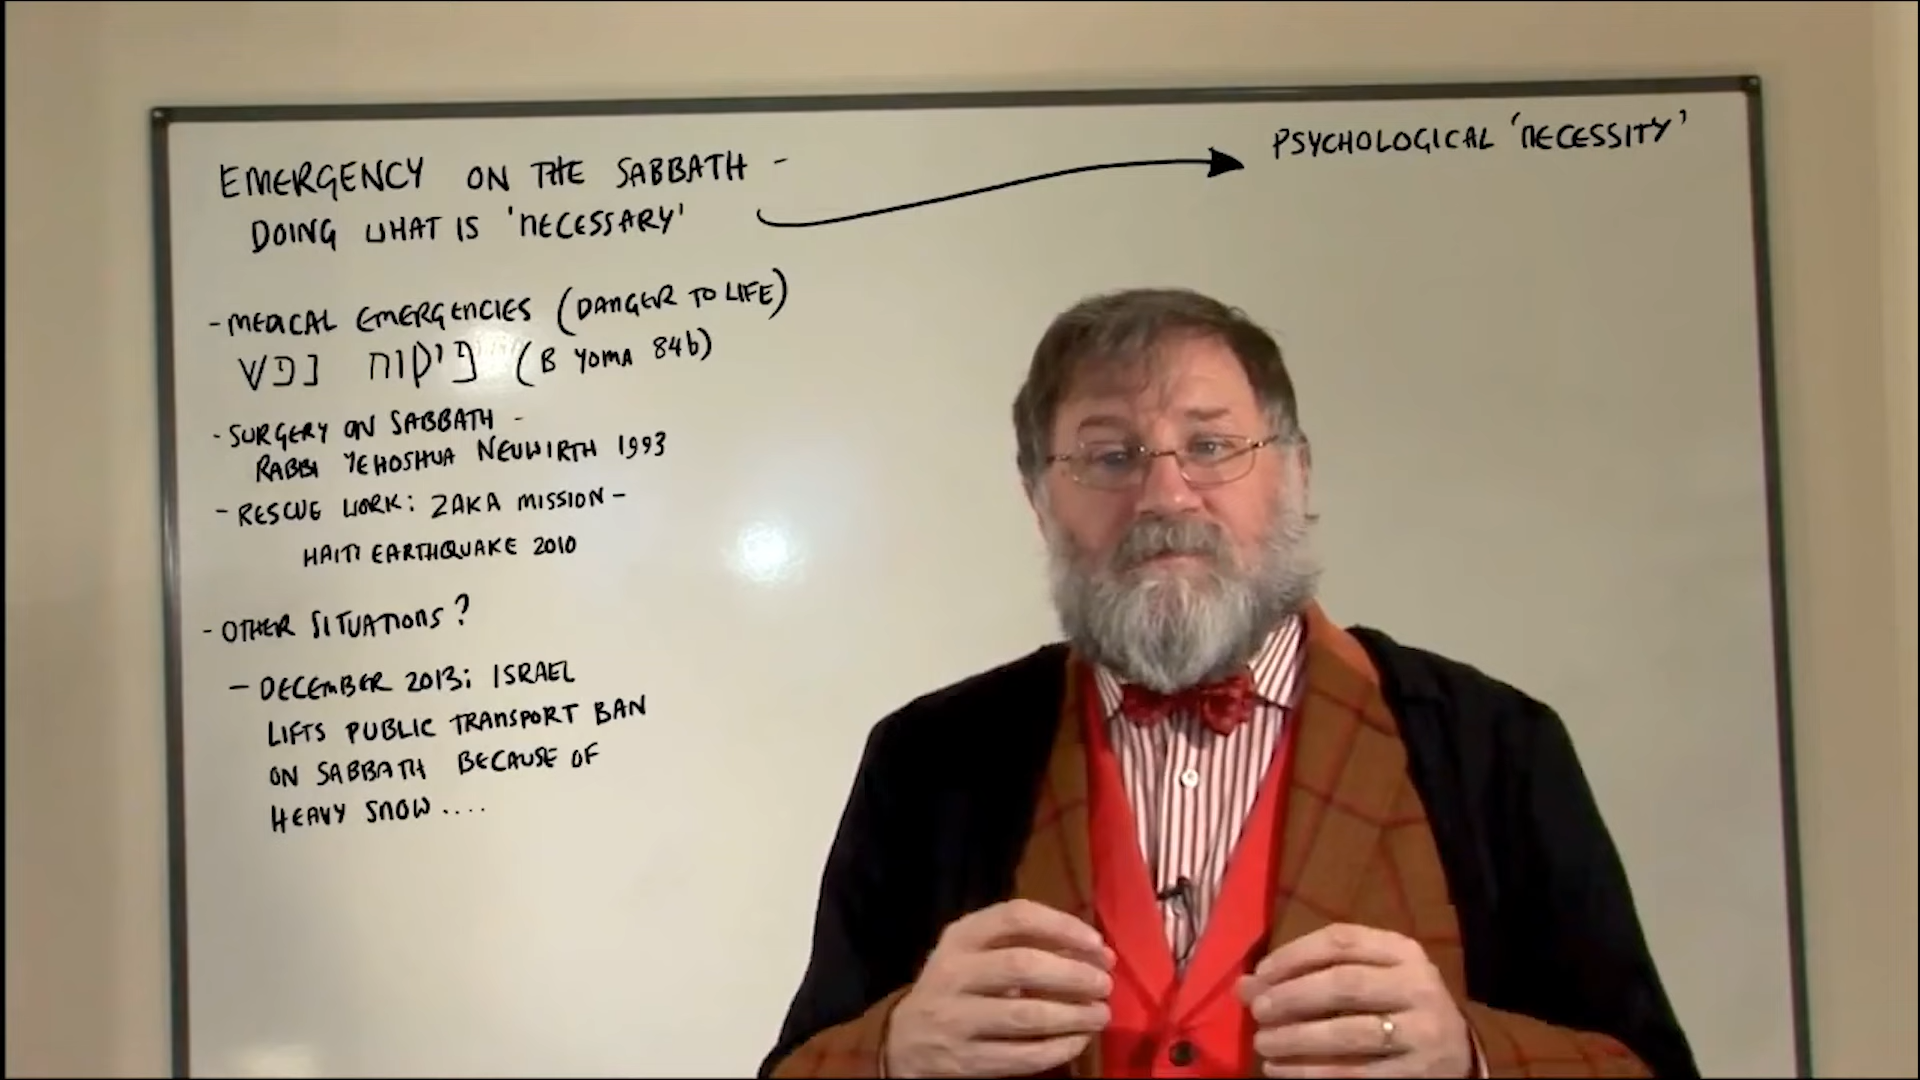 EMERGENCY ON THE SABBATH -
DOING WHAT IS 'NECESSARY'
PSYCHOLOGICAL 'NECESSITY'
- MEDICAL EMERGENCIES (DANGER TO LIFE)
פיקוח נפש (B YOMA 84b)
- SURGERY ON SABBATH -
RABBI YEHOSHUA NEUWIRTH 1993
- RESCUE WORK: ZAKA MISSION -
HAITI EARTHQUAKE 2010
- OTHER SITUATIONS?
- DECEMBER 2013: ISRAEL
LIFTS PUBLIC TRANSPORT BAN
ON SABBATH BECAUSE OF
HEAVY SNOW ....